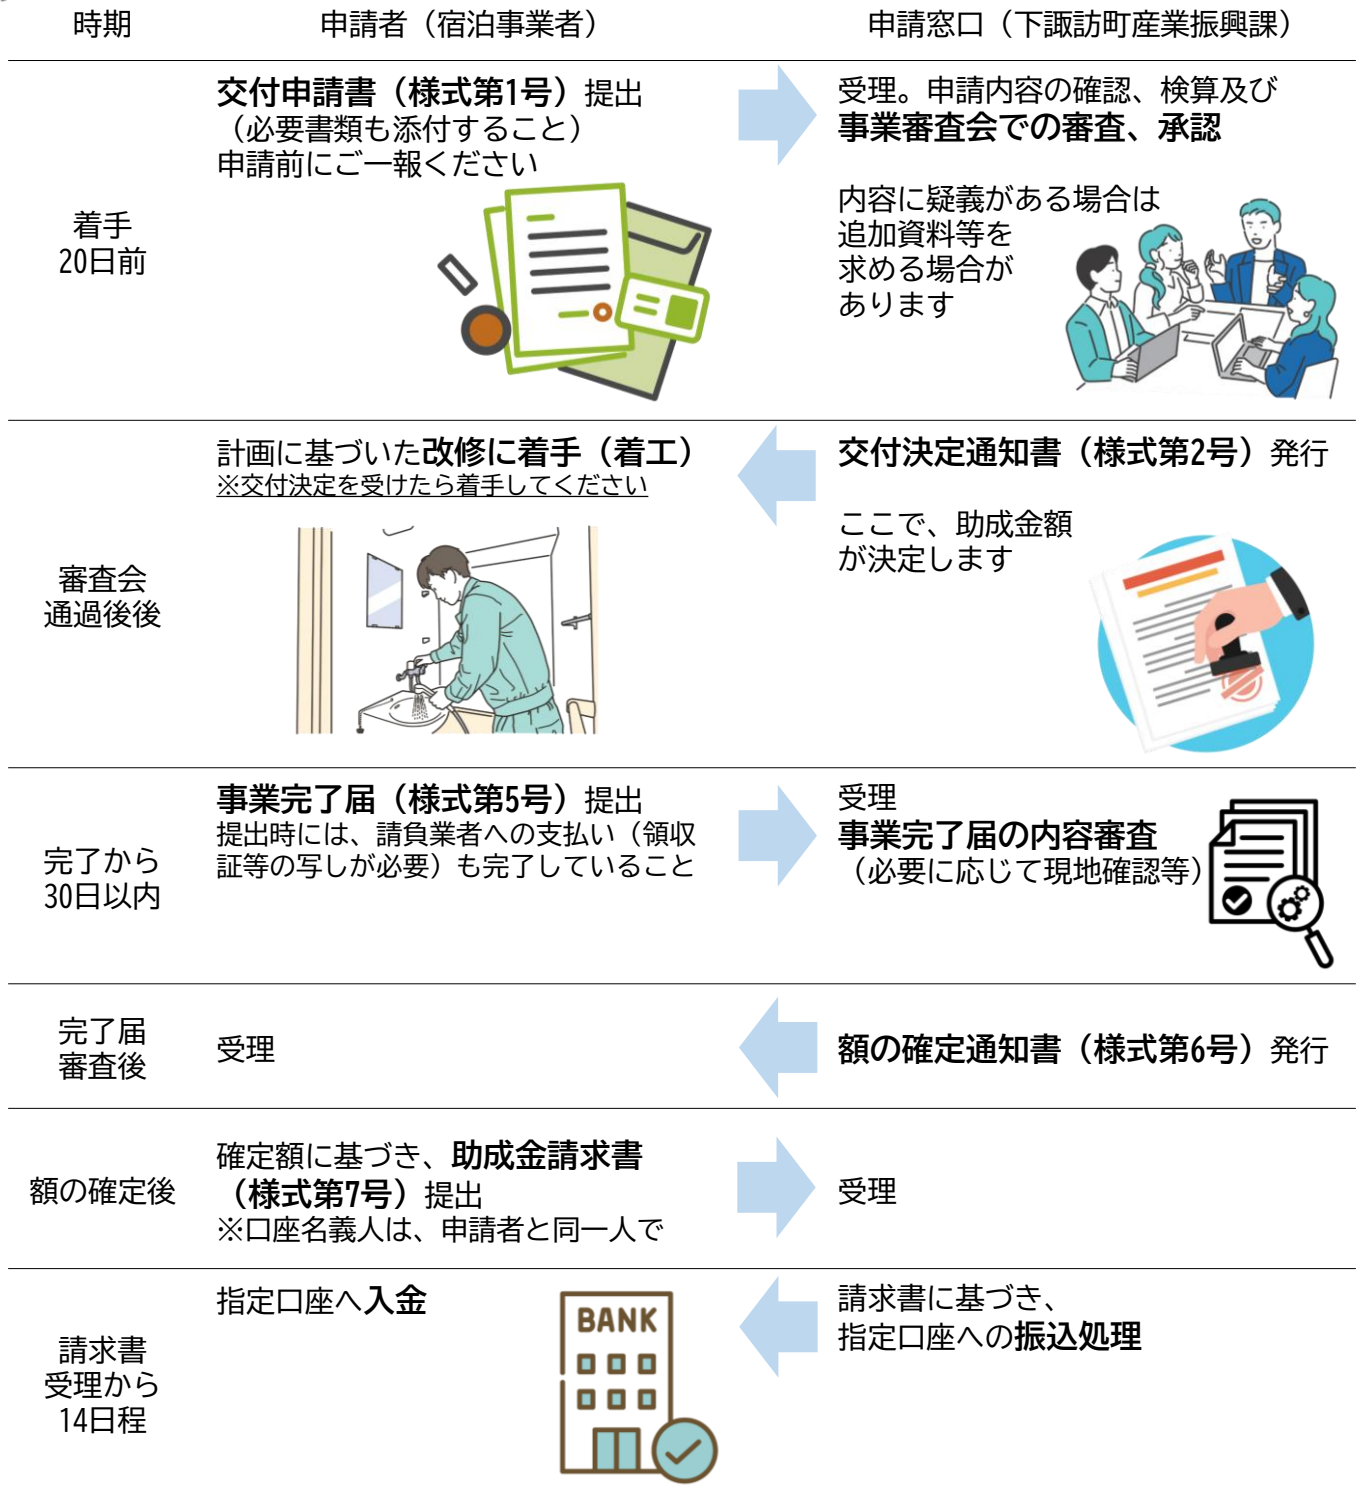 時期
申請者（宿泊事業者）
申請窓口（下諏訪町産業振興課）
着手
20日前
交付申請書（様式第1号）提出
（必要書類も添付すること）
申請前にご一報ください
受理。申請内容の確認、検算及び
事業審査会での審査、承認
内容に疑義がある場合は
追加資料等を
求める場合が
あります
審査会
通過後後
計画に基づいた改修に着手（着工）
※交付決定を受けたら着手してください
交付決定通知書（様式第2号）発行
ここで、助成金額
が決定します
完了から
30日以内
事業完了届（様式第5号）提出
提出時には、請負業者への支払い（領収
証等の写しが必要）も完了していること
受理
事業完了届の内容審査
（必要に応じて現地確認等）
完了届
審査後
受理
額の確定通知書（様式第6号）発行
額の確定後
確定額に基づき、助成金請求書
（様式第7号）提出
※口座名義人は、申請者と同一人で
受理
請求書
受理から
14日程
指定口座へ入金
BANK
請求書に基づき、
指定口座への振込処理